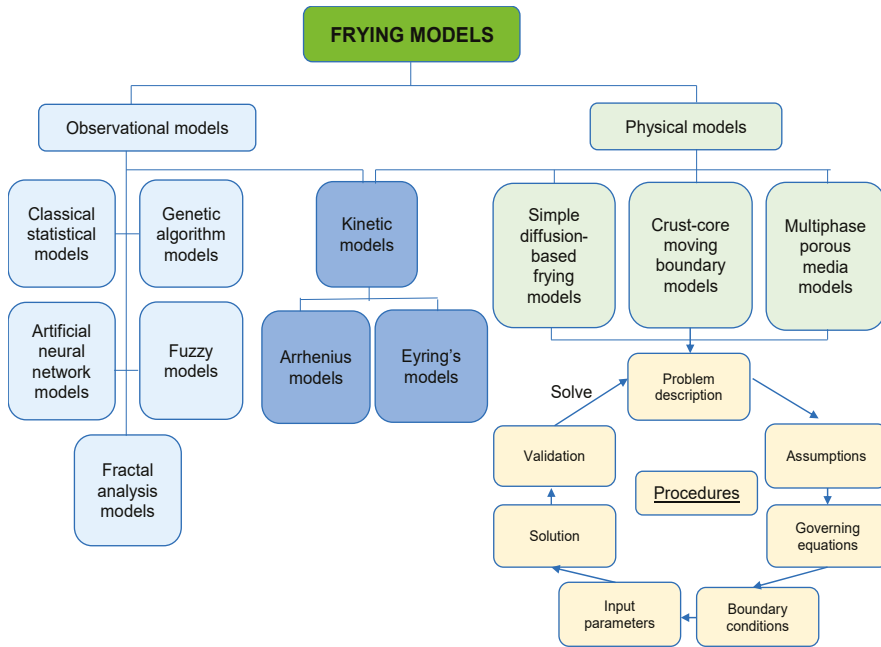 FRYING MODELS
Observational models
Physical models
Classical
statistical
models
Genetic
algorithm
models
Kinetic
models
Simple
diffusion-
based
frying
models
Crust-core
moving
boundary
models
Multiphase
porous
media
models
Artificial
neural
network
models
Fuzzy
models
Arrhenius
models
Eyring's
models
Fractal
analysis
models
Solve
Problem
description
Validation
Assumptions
Procedures
Solution
Governing
equations
Input
parameters
Boundary
conditions